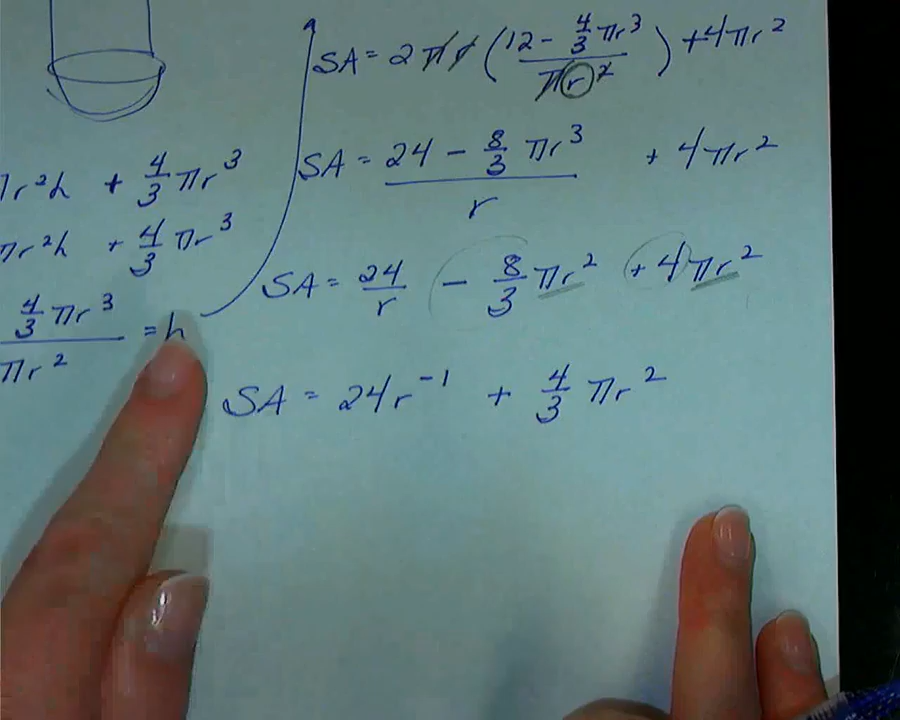 SA = 2πr (12 - 4/3 πr³ / πr²) + 4πr²
SA = 24 - 8/3 πr³ / r + 4πr²
SA = 24/r - 8/3 πr² + 4πr²
SA = 24r⁻¹ + 4/3 πr²
πr²h + 4/3 πr³
πr²h + 4/3 πr³
4/3 πr³ / πr² = h